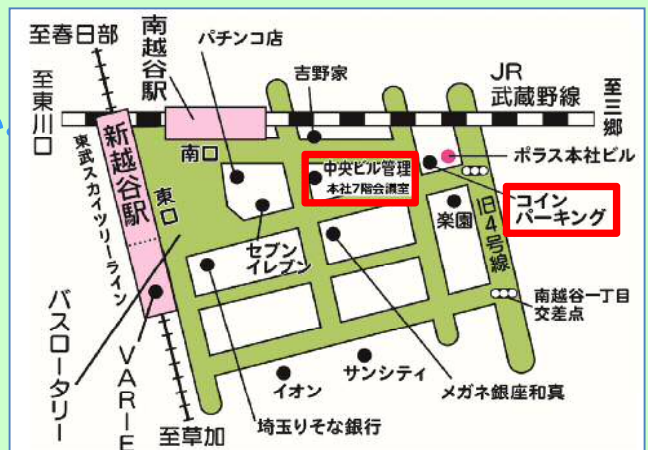 至春日部
南越谷駅
パチンコ店
吉野家
JR
武蔵野線
至三郷
至東川口
新越谷駅
東武スカイツリーライン
東口
南口
中央ビル管理
本社7階会議室
ポラス本社ビル
コイン
パーキング
楽園
旧4号線
セブン
イレブン
南越谷一丁目
交差点
バスロータリー
VARIE
至草加
埼玉りそな銀行
イオン
サンシティ
メガネ銀座和真